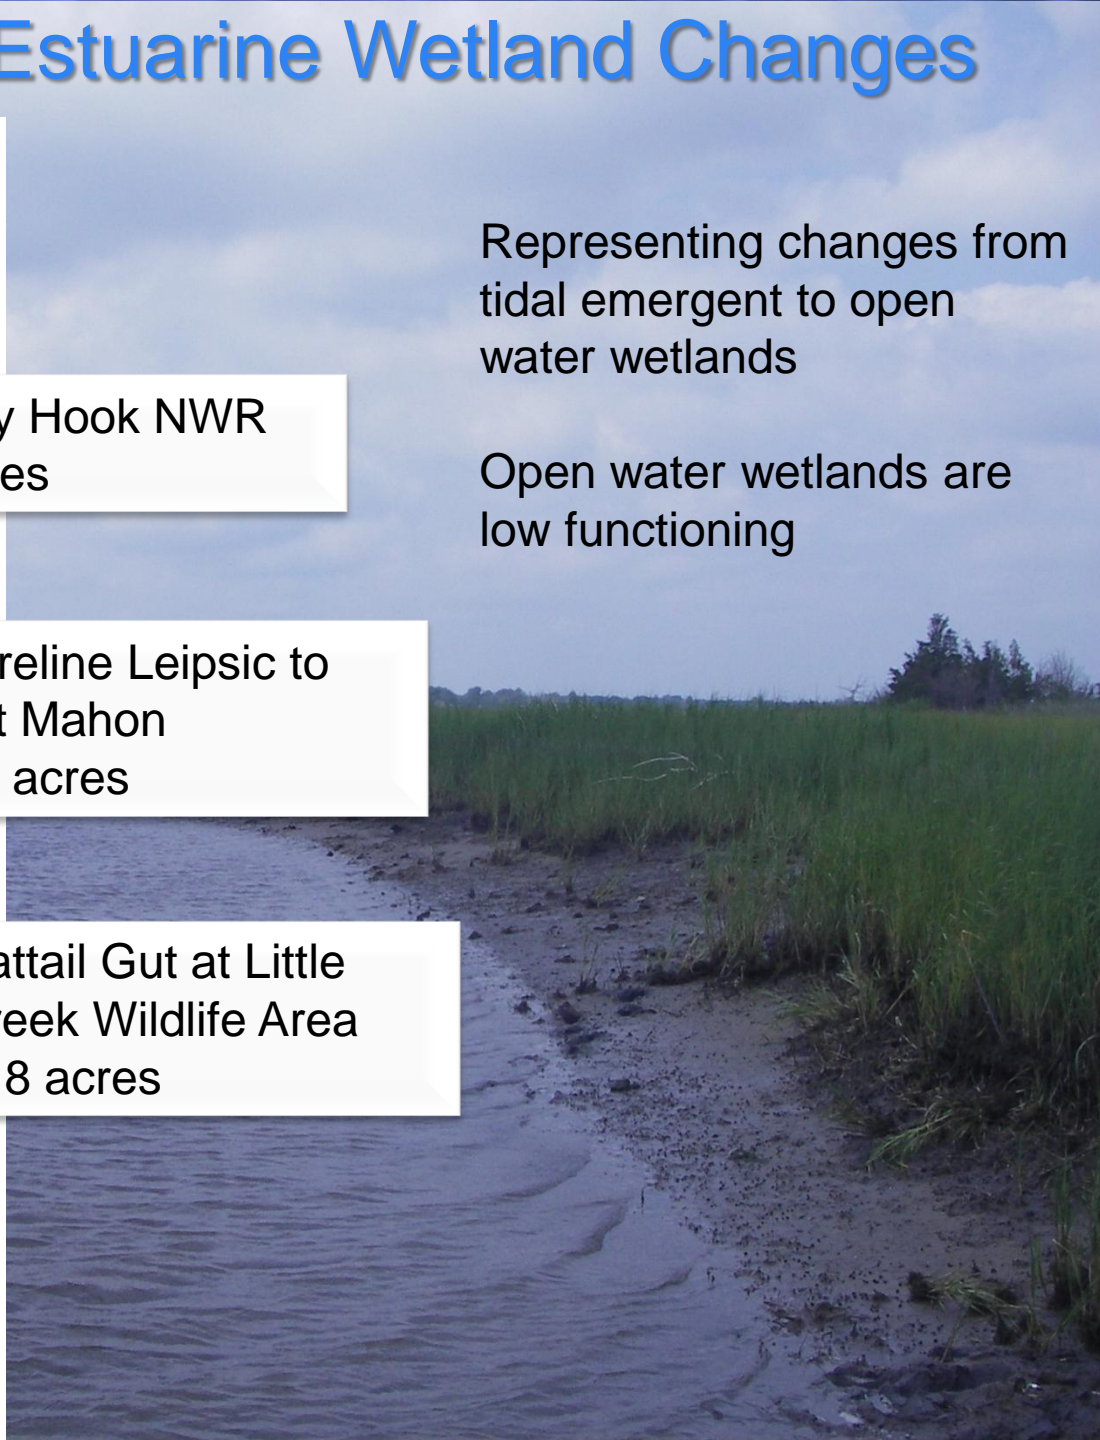 Estuarine Wetland Changes
Representing changes from
tidal emergent to open
water wetlands
y Hook NWR
es
Open water wetlands are
low functioning
reline Leipsic to
t Mahon
acres
attail Gut at Little
reek Wildlife Area
8 acres